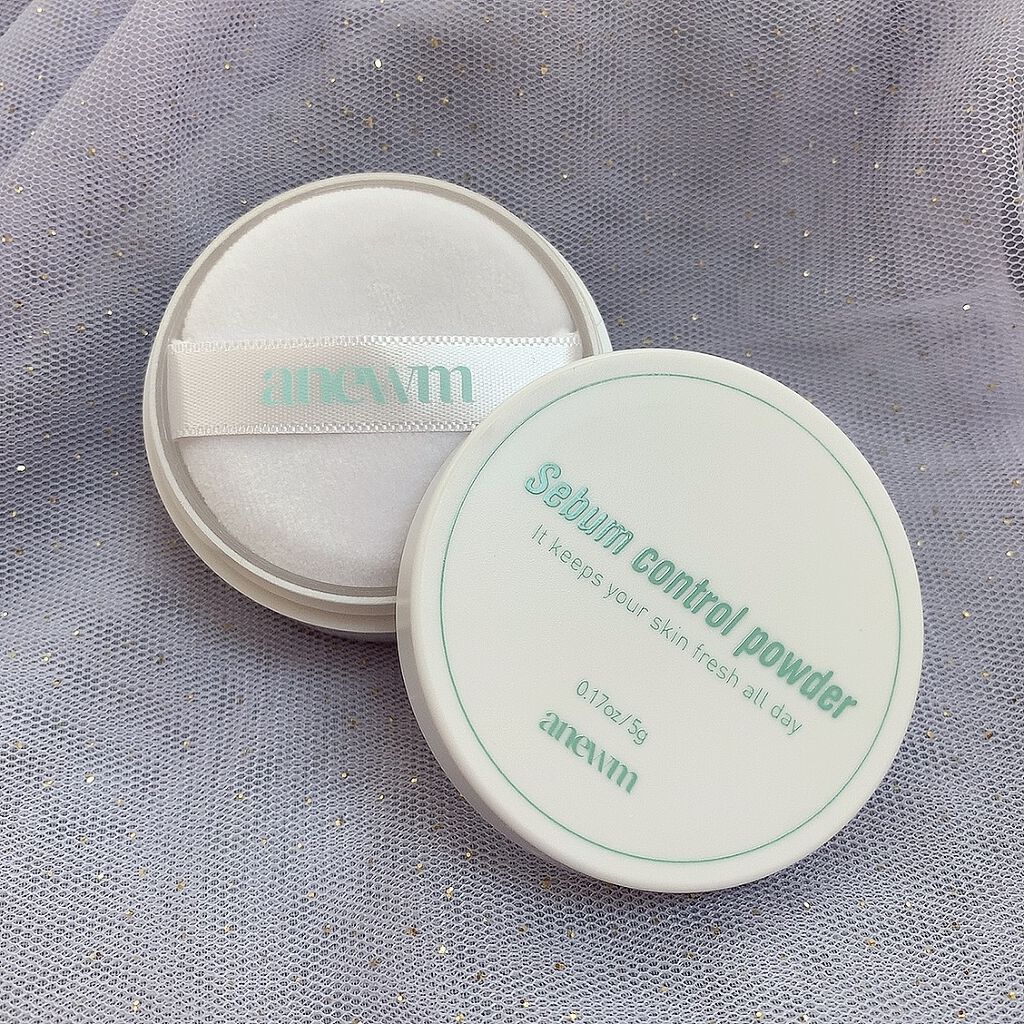 anewm
Sebum control powder
It keeps your skin fresh all day
0.17oz/5g
anewm